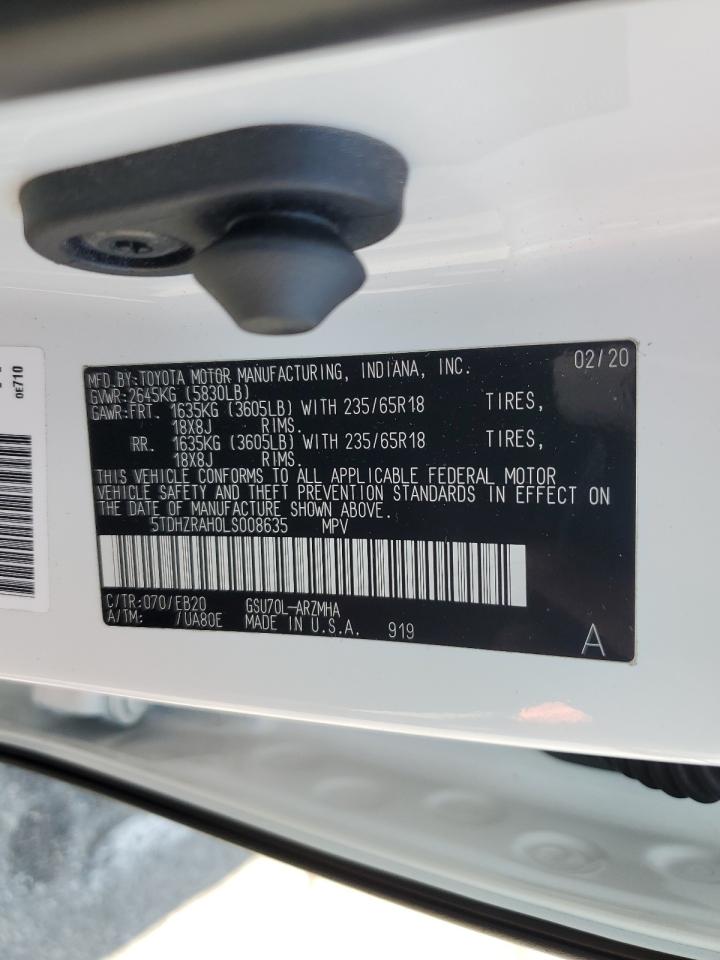 02/20
MFD.BY:TOYOTA MOTOR MANUFACTURING, INDIANA, INC.
GVWR:2645KG (5830LB)
GAWR:FRT. 1635KG (3605LB) WITH 235/65R18 TIRES,
18X8J RIMS.
RR. 1635KG (3605LB) WITH 235/65R18 TIRES,
18X8J RIMS.
THIS VEHICLE CONFORMS TO ALL APPLICABLE FEDERAL MOTOR
VEHICLE SAFETY AND THEFT PREVENTION STANDARDS IN EFFECT ON
THE DATE OF MANUFACTURE SHOWN ABOVE.
5TDHZRAH0LS008635 MPV
C/TR:070/EB20 GSU70L-ARZMHA
A/TM: /UA80E MADE IN U.S.A. 919
A
0E710